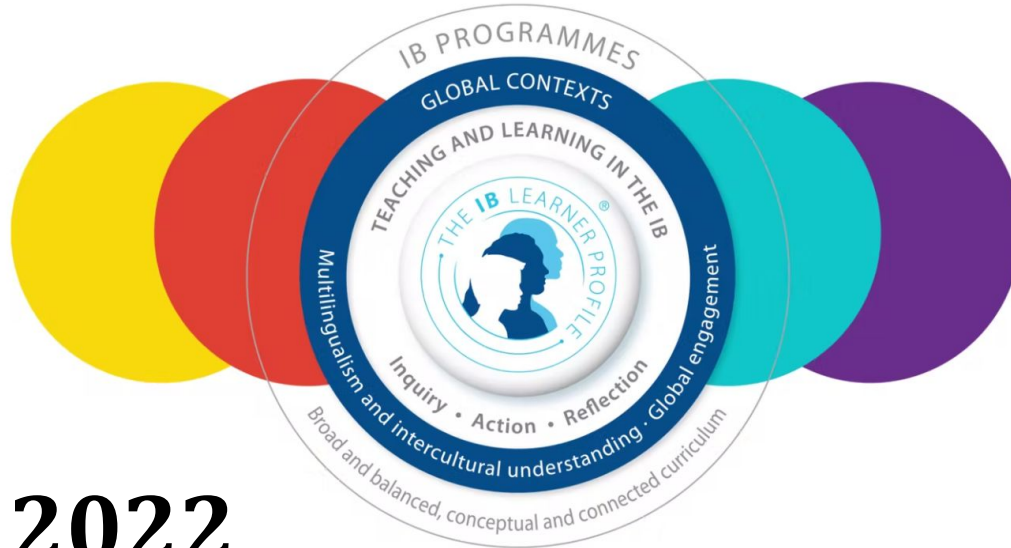 IB PROGRAMMES
GLOBAL CONTEXTS
TEACHING AND LEARNING IN THE IB
THE IB LEARNER PROFILE ®
Inquiry • Action • Reflection
Multilingualism and intercultural understanding · Global engagement
Broad and balanced, conceptual and connected curriculum
2022